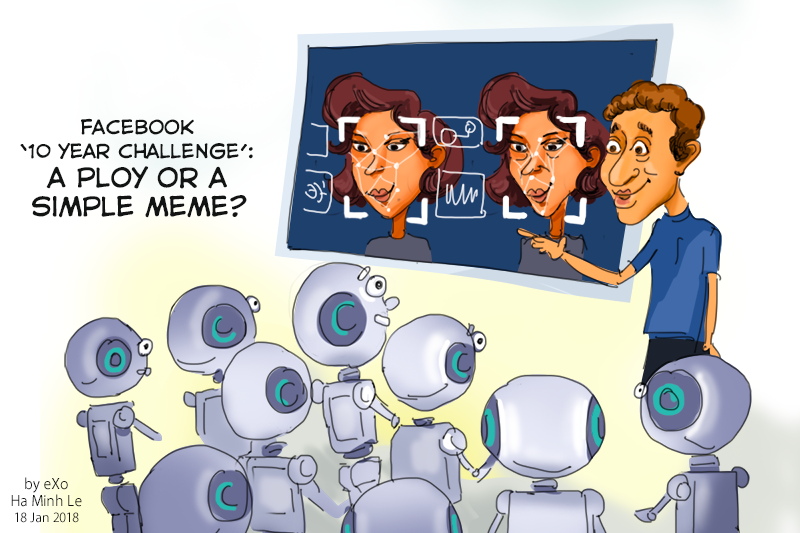 FACEBOOK
'10 YEAR CHALLENGE':
A PLOY OR A
SIMPLE MEME?
by eXo
Ha Minh Le
18 Jan 2018